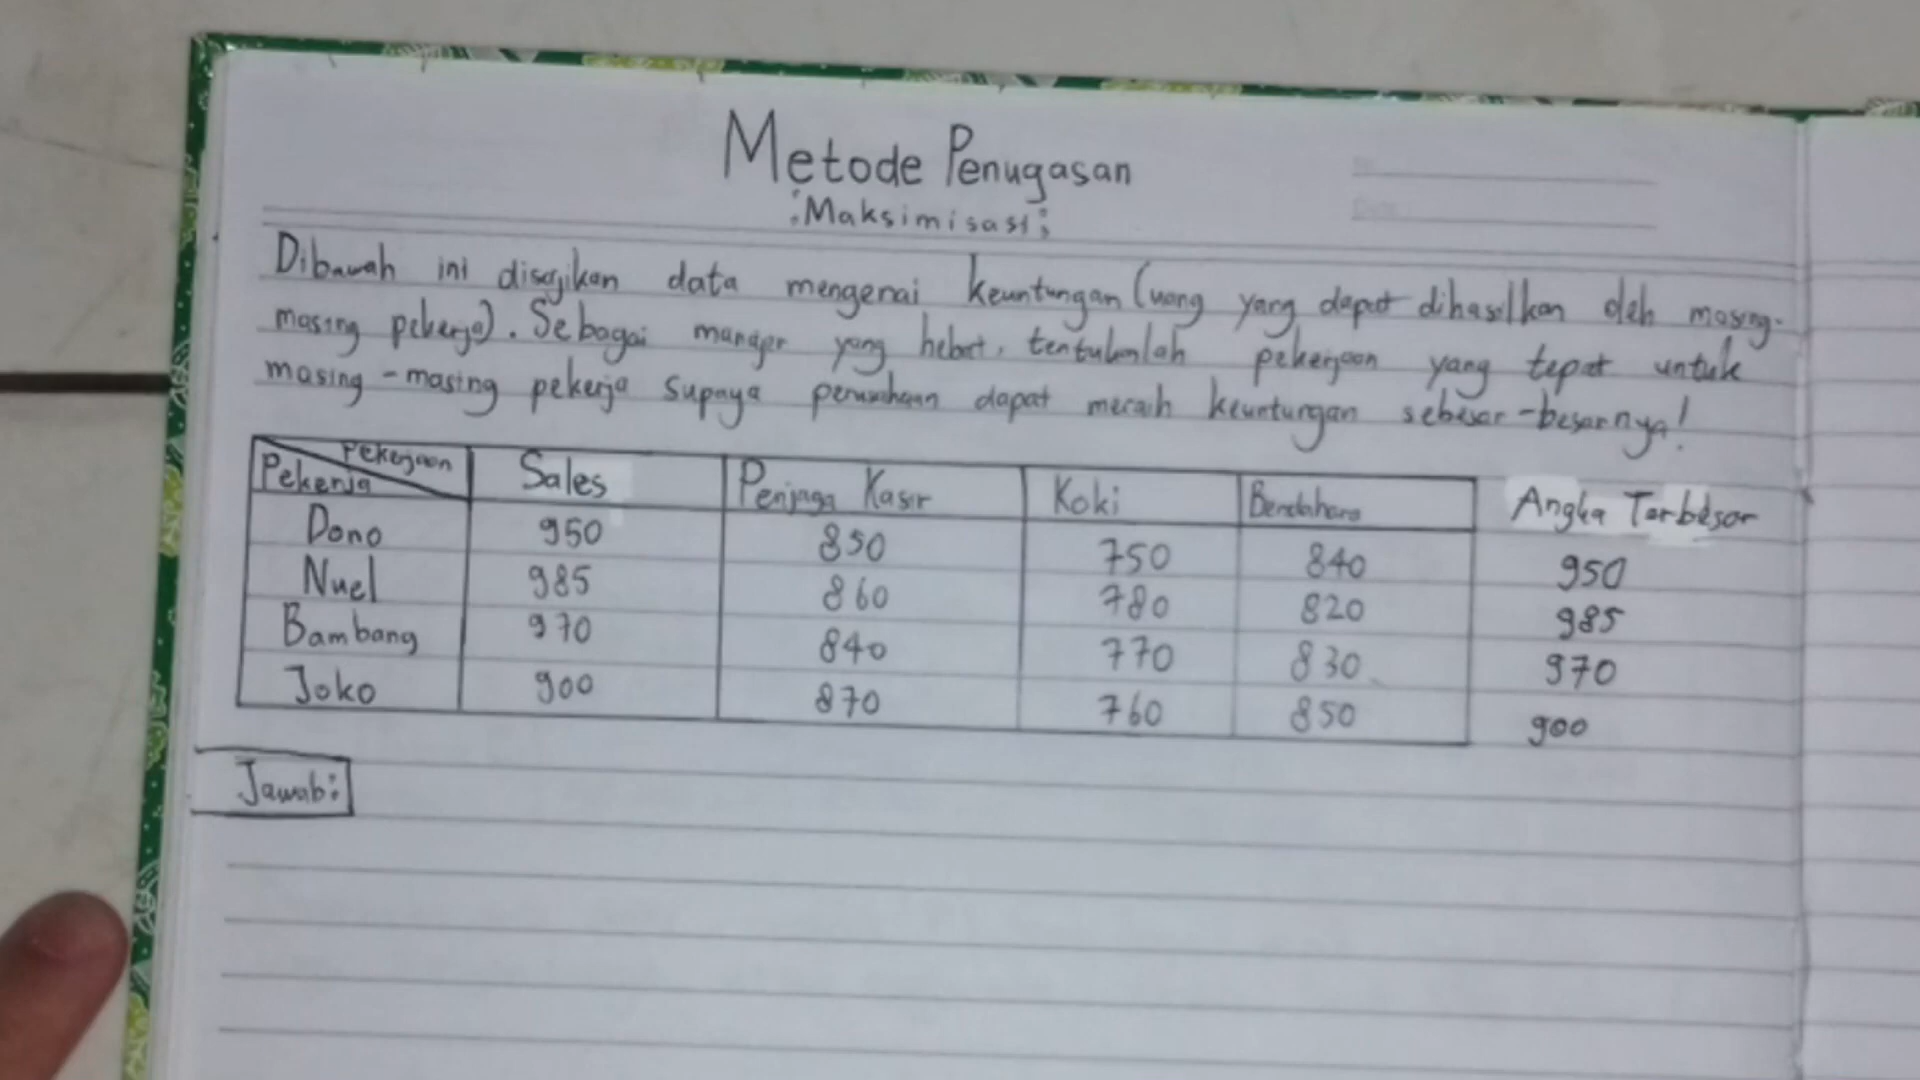 Metode Penugasan
:Maksimisasi:
Dibawah ini disajikan data mengenai keuntungan (uang yang dapat dihasilkan oleh masing-
masing pekerja). Sebagai manajer yang hebat, tentukanlah pekerjaan yang tepat untuk
masing-masing pekerja supaya perusahaan dapat meraih keuntungan sebesar-besarnya!
Pekerjaan
Pekerja Sales Penjaga Kasir Koki Bendahara Angka Terbesar
Dono 950 850 750 840 950
Nuel 985 860 780 820 985
Bambang 970 840 770 830 970
Joko 900 870 760 850 900
Jawab: